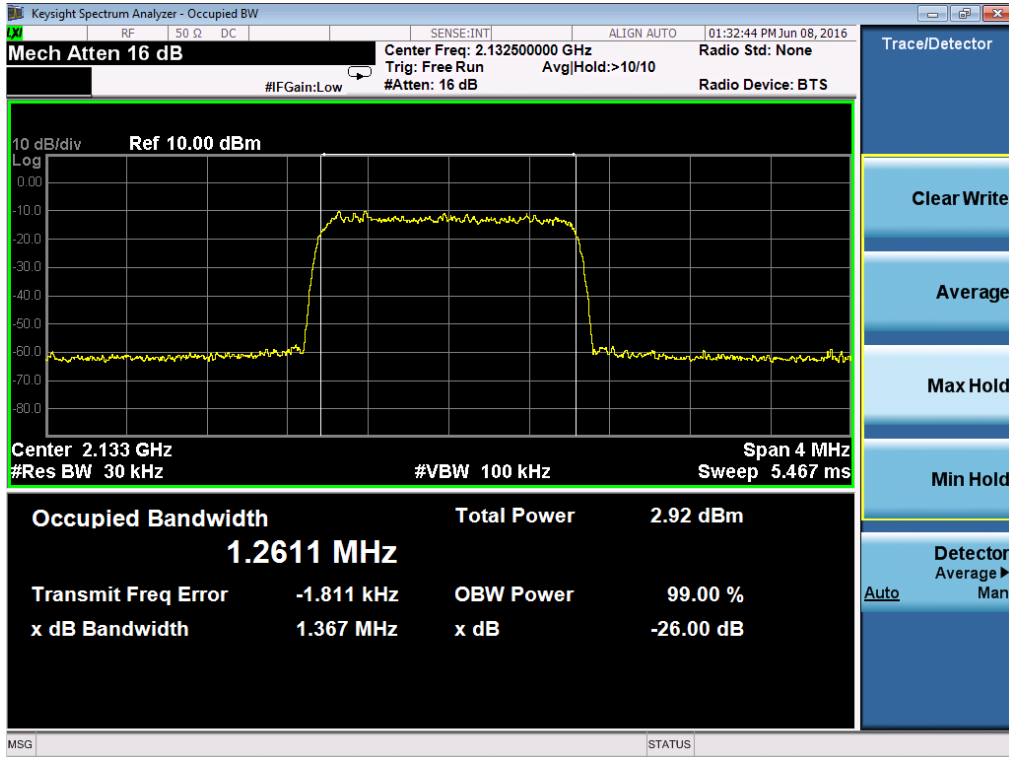 Keysight Spectrum Analyzer - Occupied BW
LXI RF 50 Ω DC SENSE:INT ALIGN AUTO 01:32:44 PM Jun 08, 2016
Mech Atten 16 dB
Center Freq: 2.132500000 GHz
Radio Std: None
Trig: Free Run Avg|Hold:>10/10
#IFGain:Low
#Atten: 16 dB
Radio Device: BTS
10 dB/div Ref 10.00 dBm
Log
0.00
-10.0
-20.0
-30.0
-40.0
-50.0
-60.0
-70.0
-80.0
Center 2.133 GHz Span 4 MHz
#Res BW 30 kHz #VBW 100 kHz Sweep 5.467 ms
Occupied Bandwidth Total Power 2.92 dBm
1.2611 MHz
Transmit Freq Error -1.811 kHz OBW Power 99.00 %
x dB Bandwidth 1.367 MHz x dB -26.00 dB
MSG STATUS
Trace/Detector
Clear Write
Average
Max Hold
Min Hold
Detector
Average
Auto Man